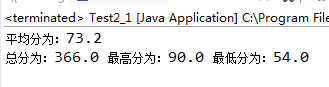 <terminated> Test2_1 [Java Application] C:\Program File
平均分为：73.2
总分为：366.0 最高分为：90.0 最低分为：54.0